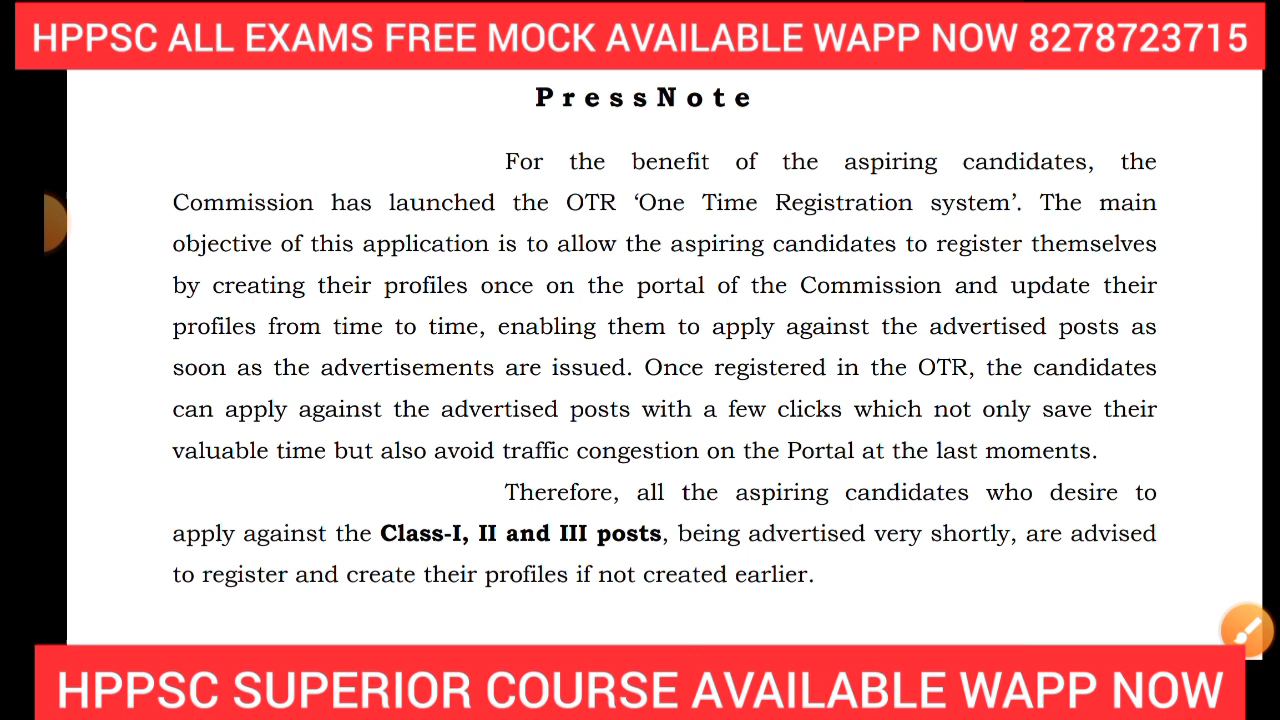 HPPSC ALL EXAMS FREE MOCK AVAILABLE WAPP NOW 8278723715
PressNote
For the benefit of the aspiring candidates, the
Commission has launched the OTR ‘One Time Registration system’. The main
objective of this application is to allow the aspiring candidates to register themselves
by creating their profiles once on the portal of the Commission and update their
profiles from time to time, enabling them to apply against the advertised posts as
soon as the advertisements are issued. Once registered in the OTR, the candidates
can apply against the advertised posts with a few clicks which not only save their
valuable time but also avoid traffic congestion on the Portal at the last moments.
Therefore, all the aspiring candidates who desire to
apply against the Class-I, II and III posts, being advertised very shortly, are advised
to register and create their profiles if not created earlier.
HPPSC SUPERIOR COURSE AVAILABLE WAPP NOW